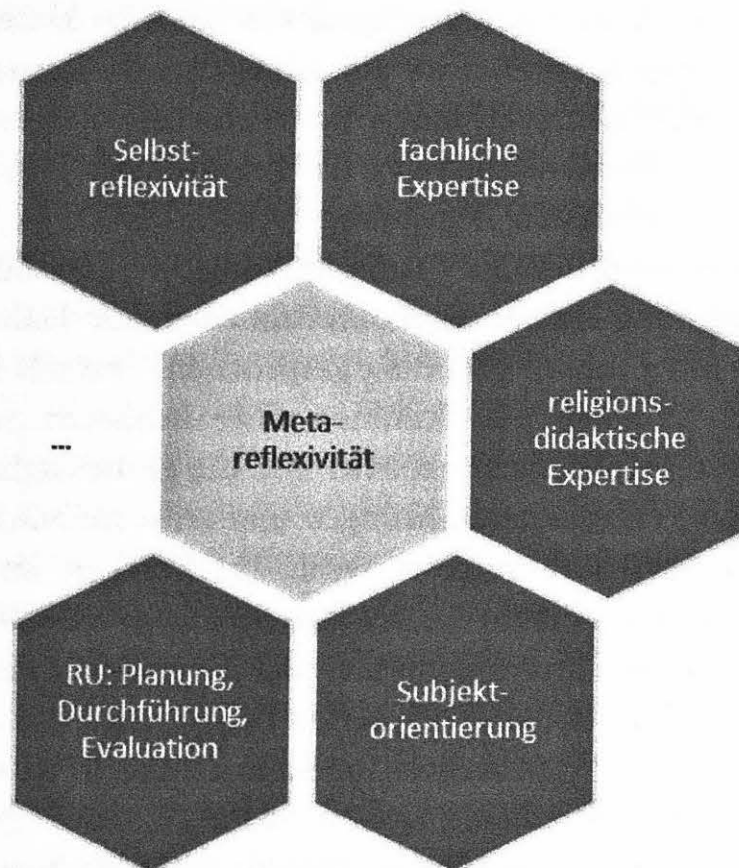 Selbst-
reflexivität
fachliche
Expertise
Meta-
reflexivität
religions-
didaktische
Expertise
...
RU: Planung,
Durchführung,
Evaluation
Subjekt-
orientierung